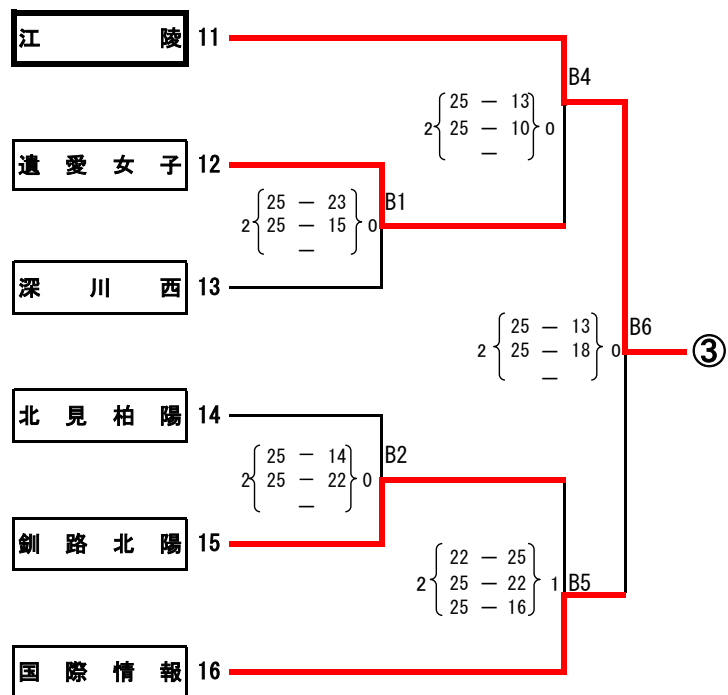 江陵 11
B4
25 － 13
2 25 － 10 0
－
遺愛女子 12
B1
25 － 23
2 25 － 15 0
－
深川西 13
B6
25 － 13
2 25 － 18 0
－
③
北見柏陽 14
B2
25 － 14
2 25 － 22 0
－
釧路北陽 15
22 － 25
2 25 － 22 1 B5
25 － 16
国際情報 16